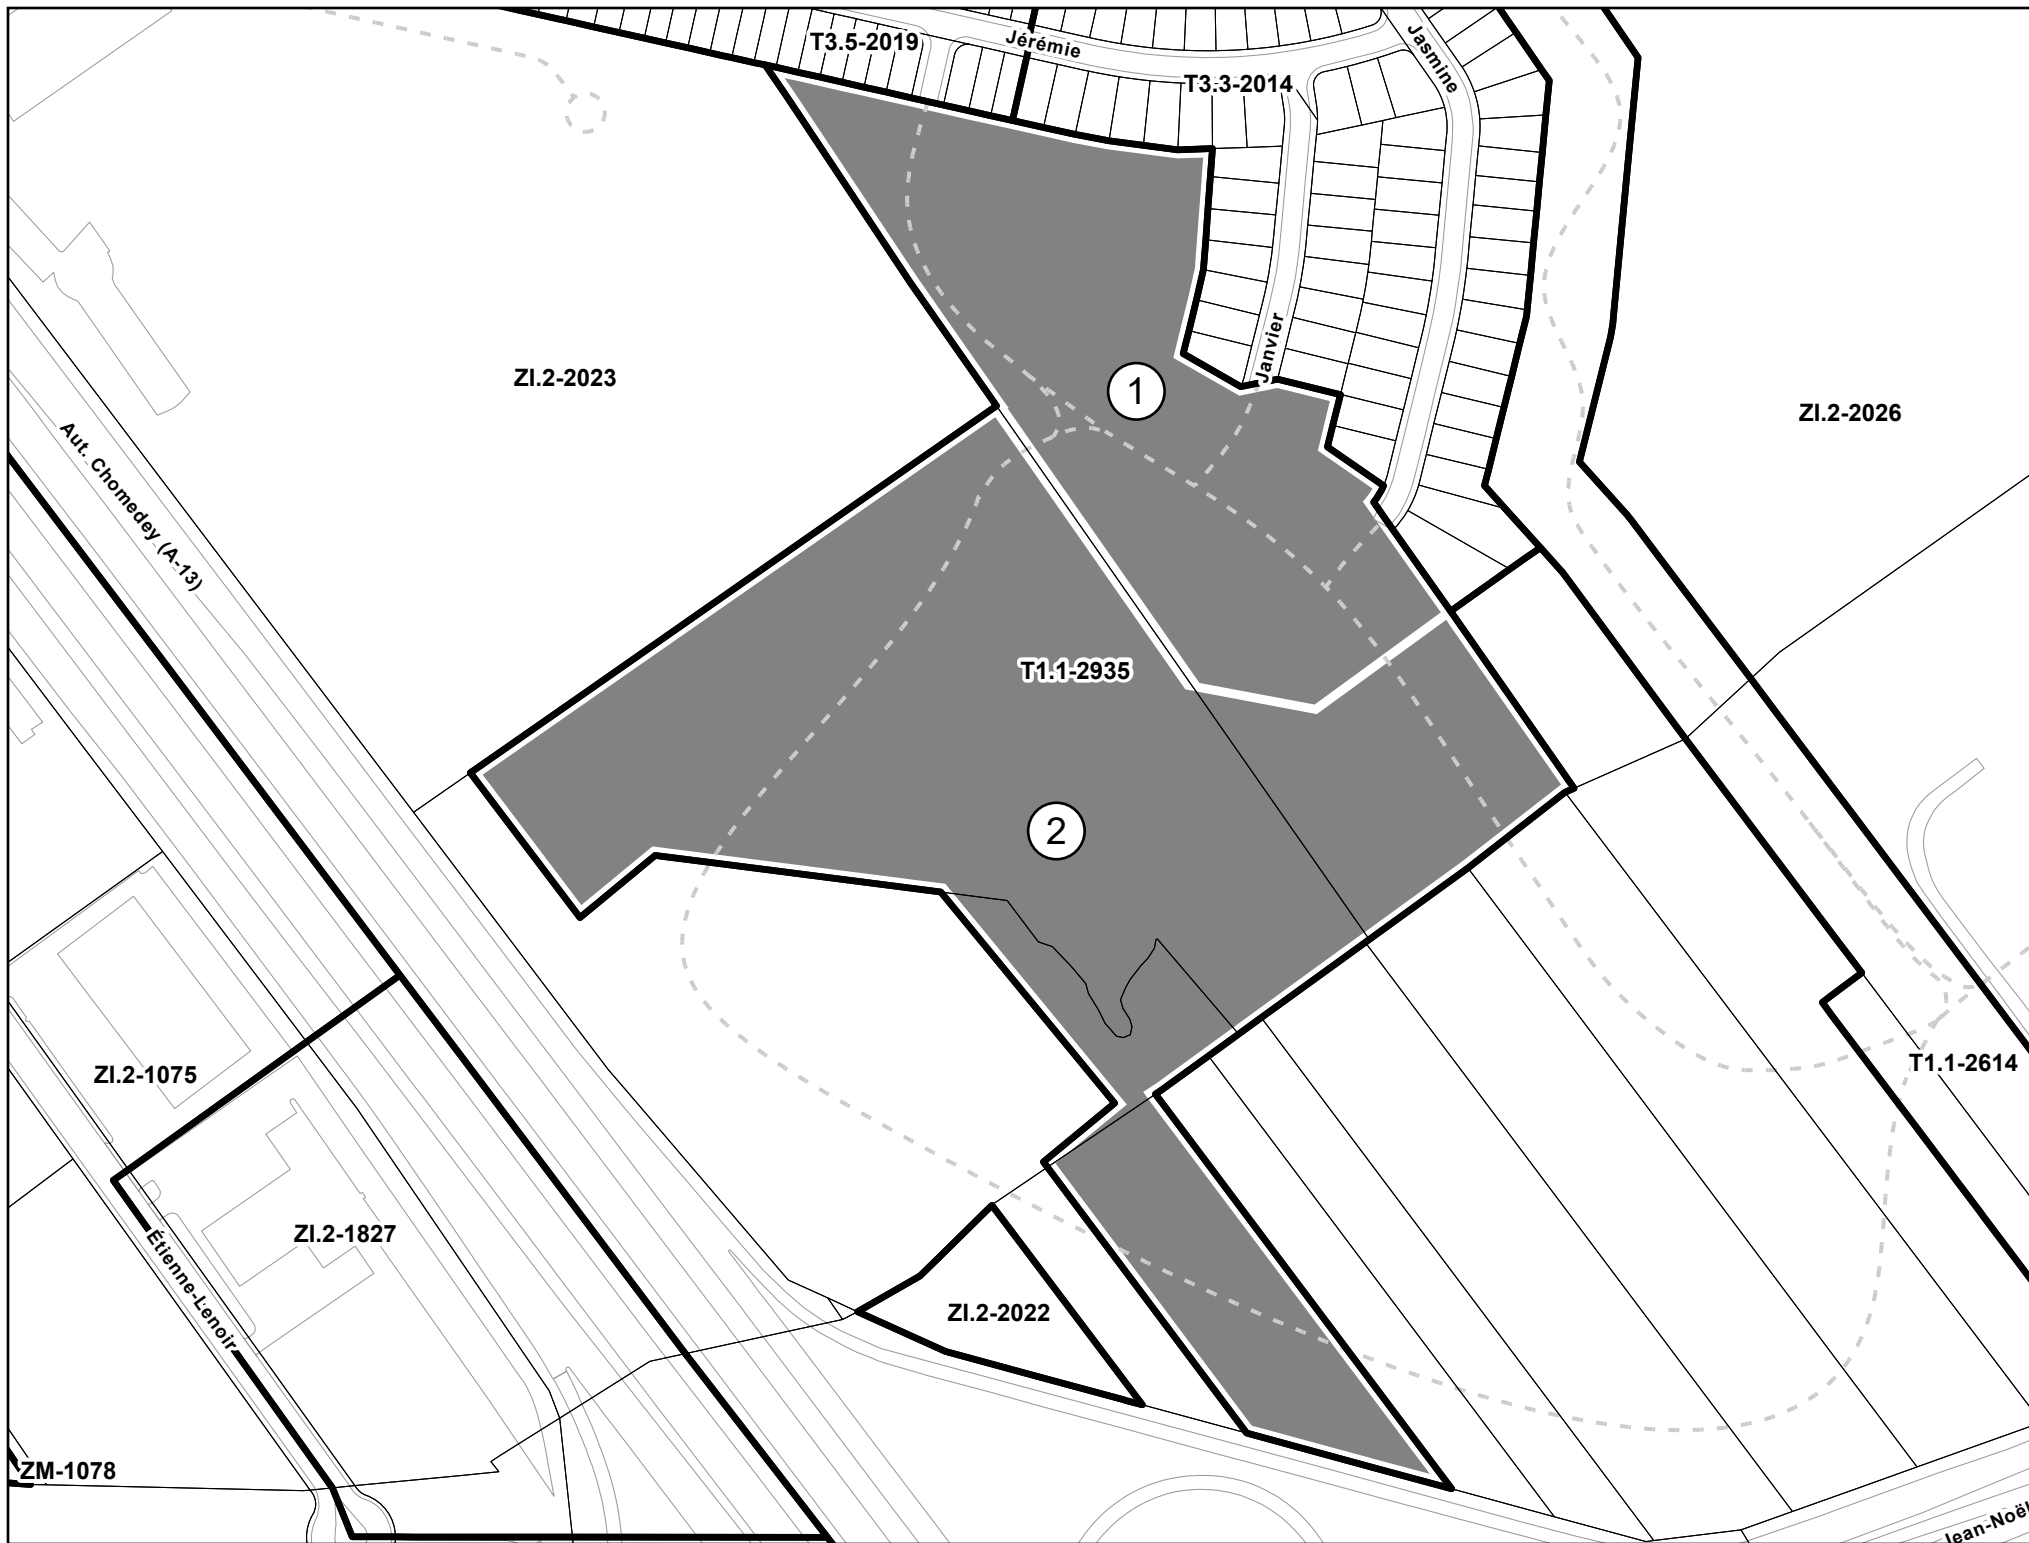 T3.5-2019
Jérémie
Jasmine
T3.3-2014
ZI.2-2023
Janvier
1
ZI.2-2026
Aut. Chomedey (A-13)
T1.1-2935
2
ZI.2-1075
T1.1-2614
ZI.2-1827
Étienne-Lenoir
ZI.2-2022
ZM-1078
Jean-Noël